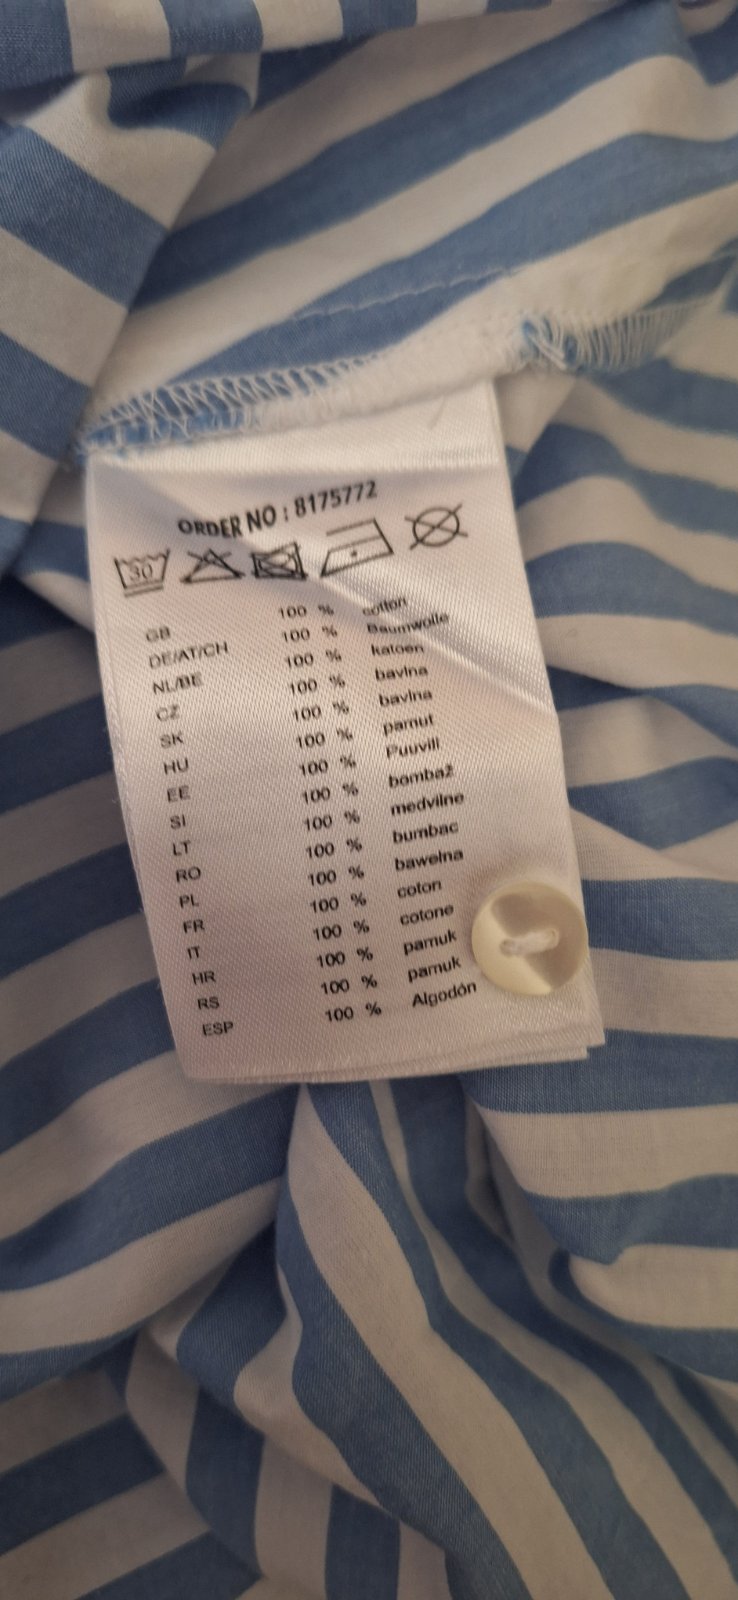 ORDER NO : 8175772
30
GB 100 % cotton
DE/AT/CH 100 % Baumwolle
NL/BE 100 % katoen
CZ 100 % bavlna
SK 100 % bavlna
HU 100 % pamut
EE 100 % Puuvill
SI 100 % bombaž
LT 100 % medvilne
RO 100 % bumbac
PL 100 % bawełna
FR 100 % coton
IT 100 % cotone
HR 100 % pamuk
RS 100 % pamuk
ESP 100 % Algodón